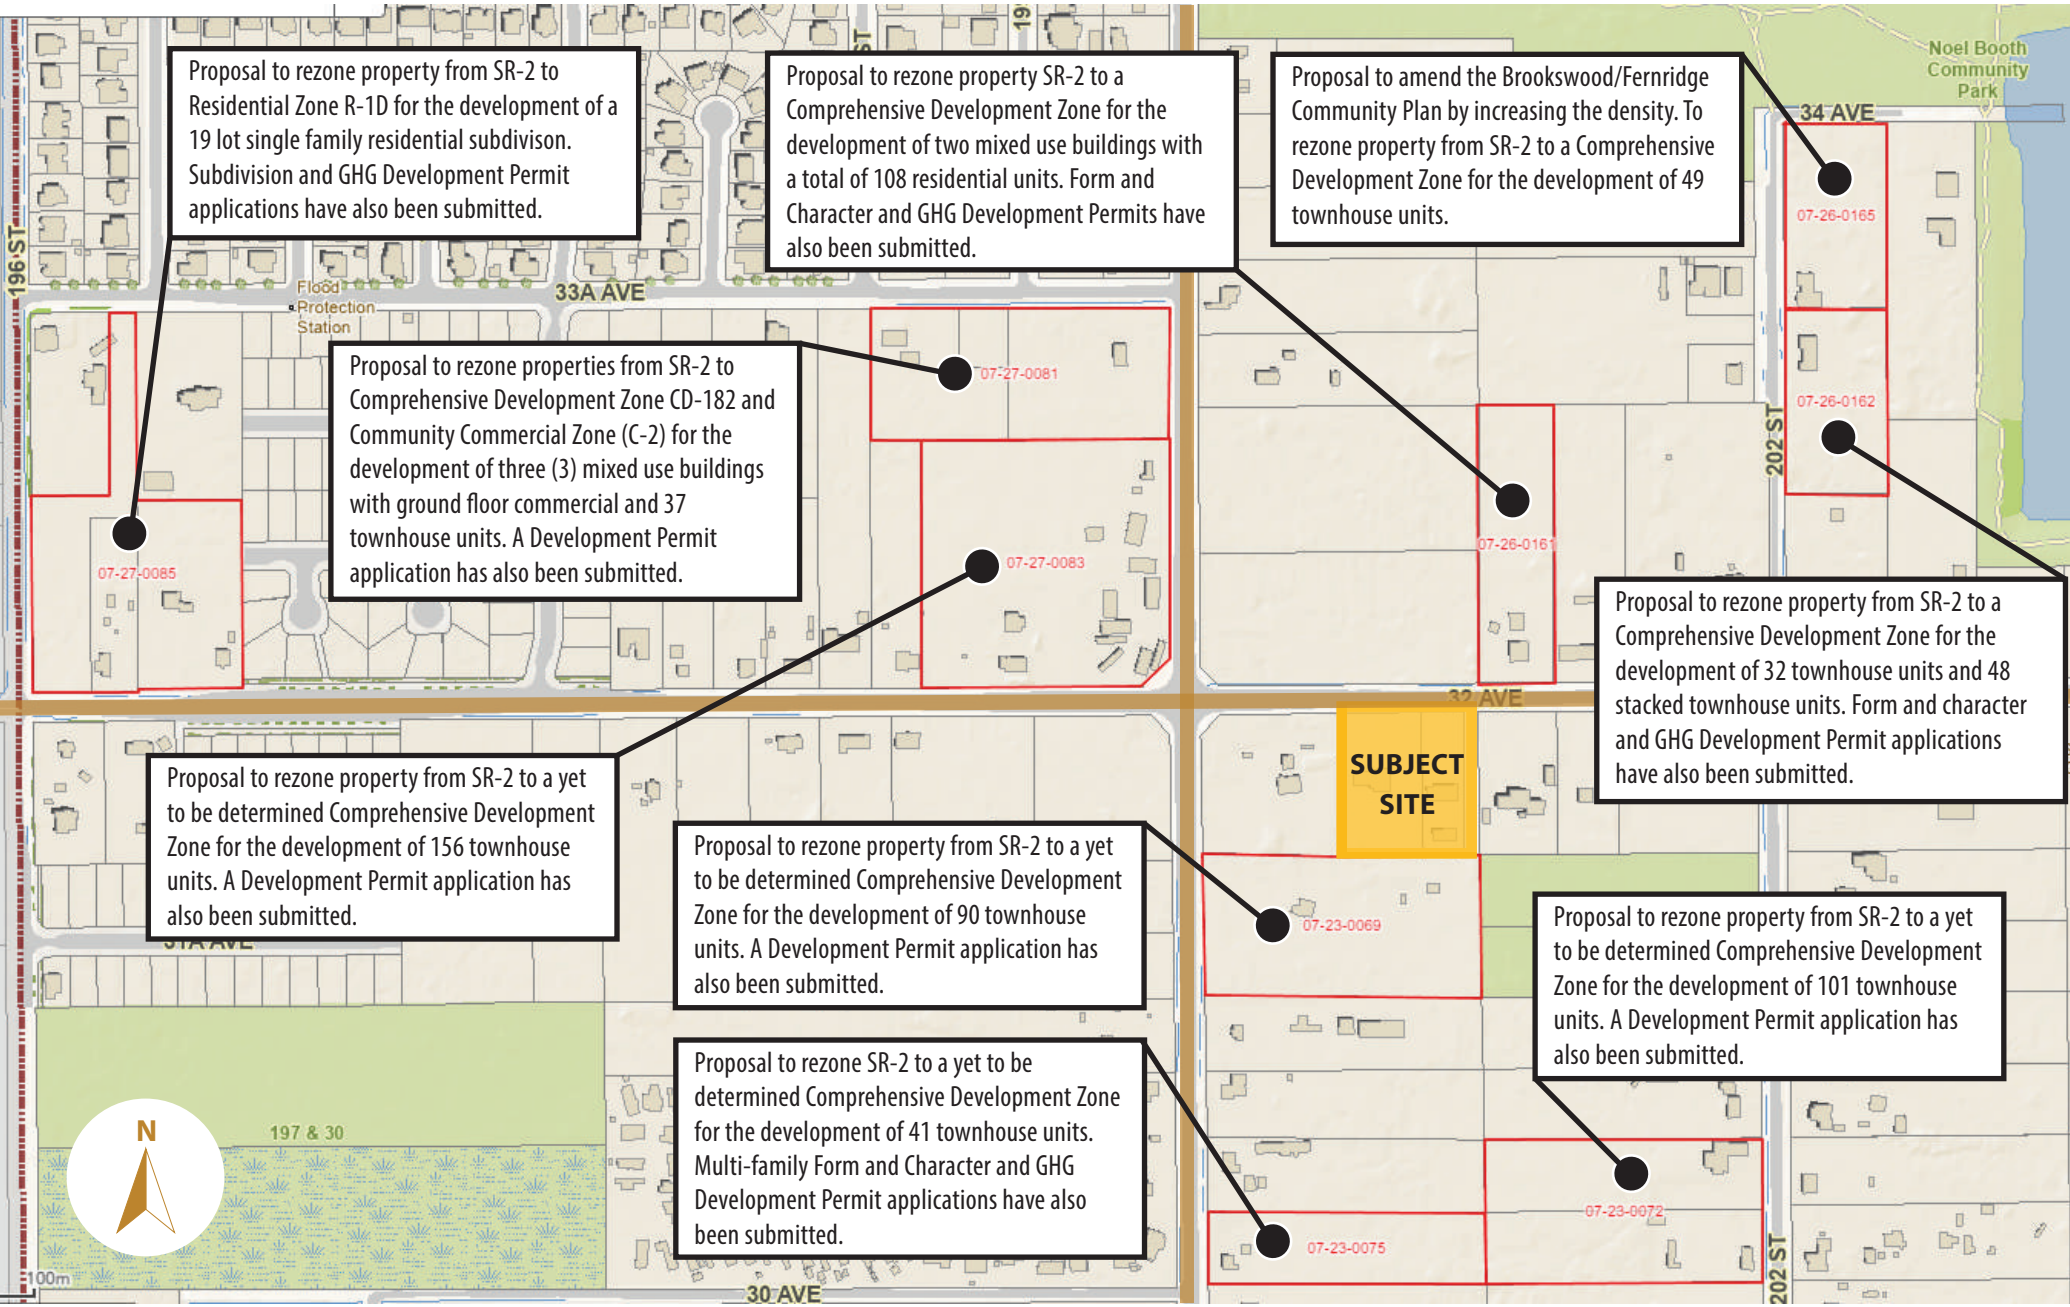 Proposal to rezone property from SR-2 to
Residential Zone R-1D for the development of a
19 lot single family residential subdivison.
Subdivision and GHG Development Permit
applications have also been submitted.
Proposal to rezone property SR-2 to a
Comprehensive Development Zone for the
development of two mixed use buildings with
a total of 108 residential units. Form and
Character and GHG Development Permits have
also been submitted.
Proposal to amend the Brookswood/Fernridge
Community Plan by increasing the density. To
rezone property from SR-2 to a Comprehensive
Development Zone for the development of 49
townhouse units.
Noel Booth
Community
Park
34 AVE
ST
19
196 ST
07-26-0165
Flood
Protection
Station
33A AVE
Proposal to rezone properties from SR-2 to
Comprehensive Development Zone CD-182 and
Community Commercial Zone (C-2) for the
development of three (3) mixed use buildings
with ground floor commercial and 37
townhouse units. A Development Permit
application has also been submitted.
07-27-0081
07-26-0162
202 ST
07-27-0085
07-27-0083
07-26-0161
Proposal to rezone property from SR-2 to a
Comprehensive Development Zone for the
development of 32 townhouse units and 48
stacked townhouse units. Form and character
and GHG Development Permit applications
have also been submitted.
32 AVE
SUBJECT
SITE
Proposal to rezone property from SR-2 to a yet
to be determined Comprehensive Development
Zone for the development of 156 townhouse
units. A Development Permit application has
also been submitted.
31A AVE
Proposal to rezone property from SR-2 to a yet
to be determined Comprehensive Development
Zone for the development of 90 townhouse
units. A Development Permit application has
also been submitted.
07-23-0069
Proposal to rezone property from SR-2 to a yet
to be determined Comprehensive Development
Zone for the development of 101 townhouse
units. A Development Permit application has
also been submitted.
Proposal to rezone SR-2 to a yet to be
determined Comprehensive Development Zone
for the development of 41 townhouse units.
Multi-family Form and Character and GHG
Development Permit applications have also
been submitted.
N
197 & 30
07-23-0072
07-23-0075
202 ST
100m
30 AVE